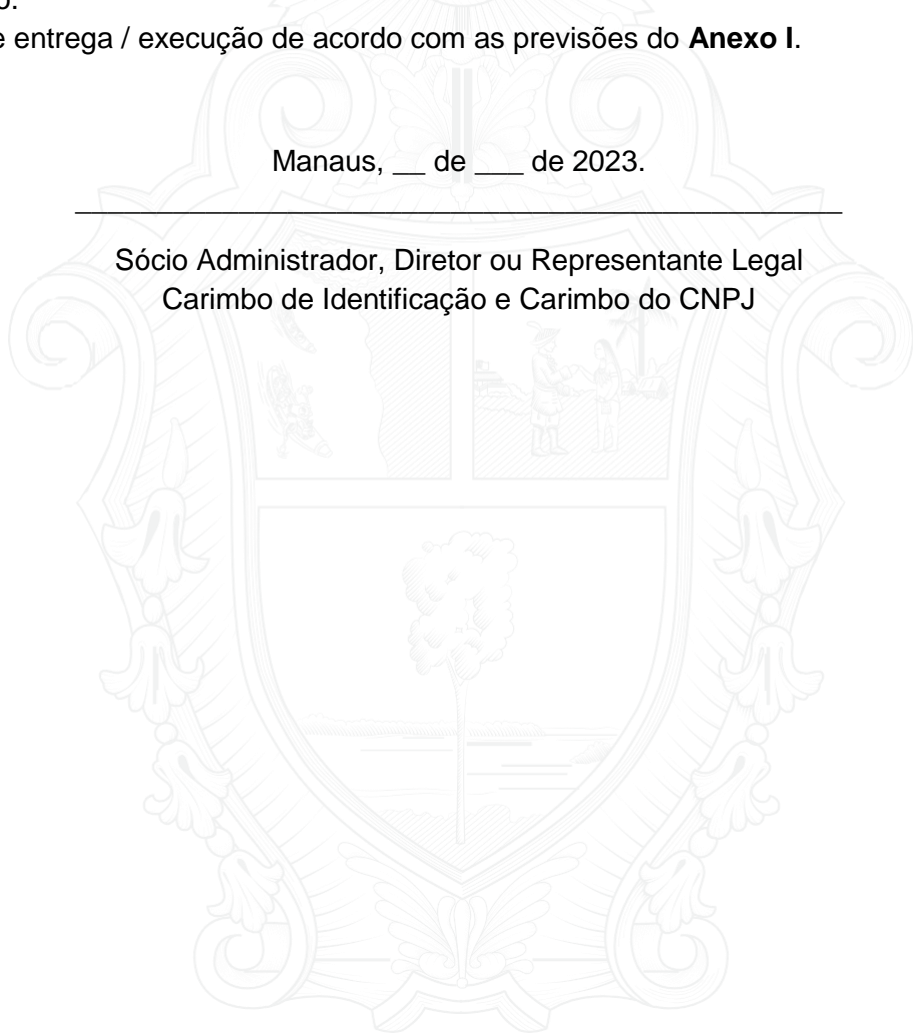 e entrega / execução de acordo com as previsões do Anexo I.
Manaus, __ de ___ de 2023.
Sócio Administrador, Diretor ou Representante Legal
Carimbo de Identificação e Carimbo do CNPJ